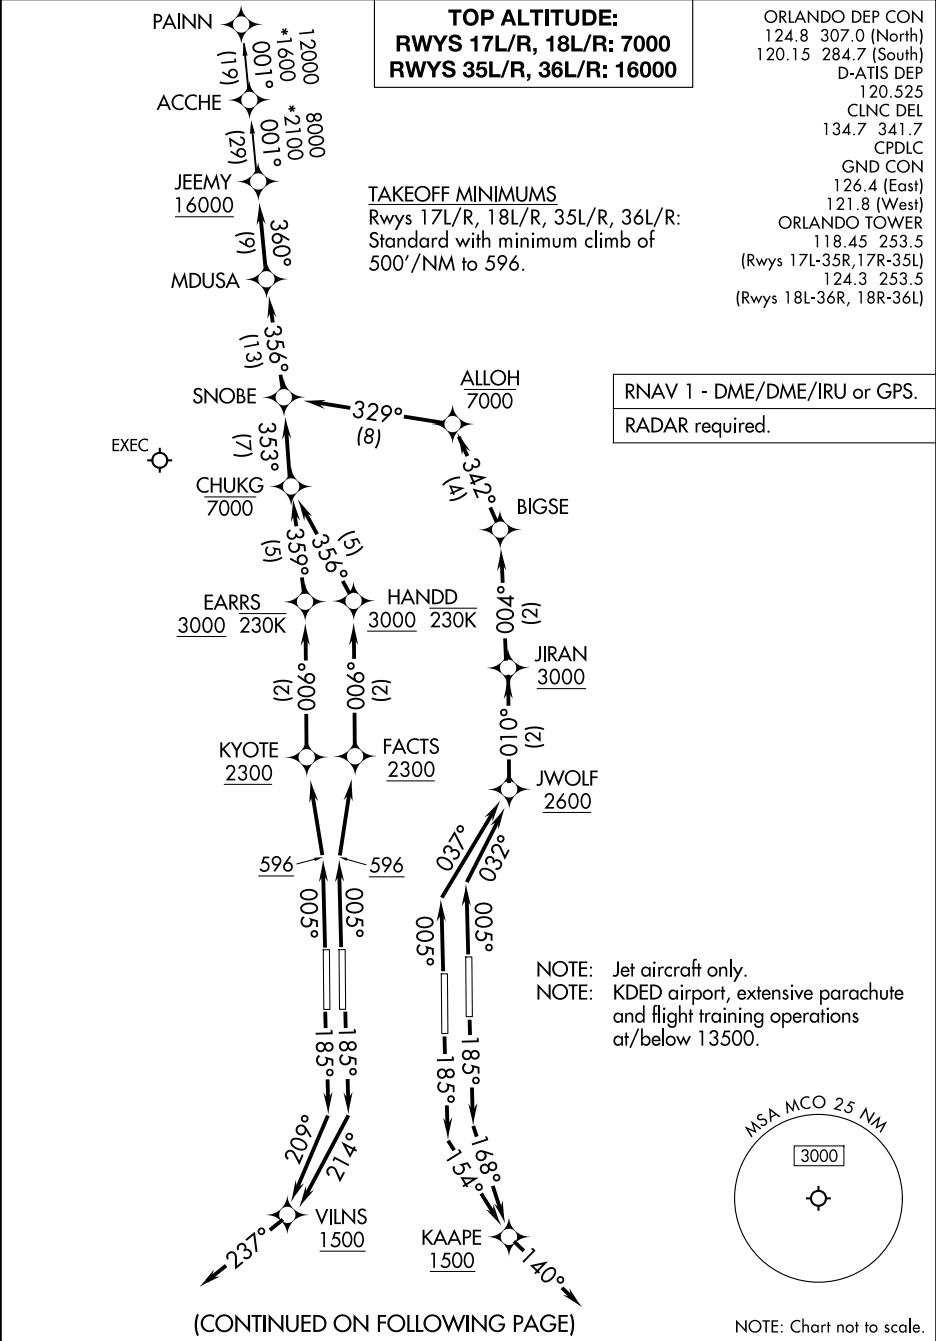 TOP ALTITUDE:
RWYS 17L/R, 18L/R: 7000
RWYS 35L/R, 36L/R: 16000
ORLANDO DEP CON
124.8 307.0 (North)
120.15 284.7 (South)
D-ATIS DEP
120.525
CLNC DEL
134.7 341.7
CPDLC
GND CON
126.4 (East)
121.8 (West)
ORLANDO TOWER
118.45 253.5
(Rwys 17L-35R,17R-35L)
124.3 253.5
(Rwys 18L-36R, 18R-36L)
PAINN
12000
*1600
001°
(19)
ACCHE
8000
*2100
001°
(29)
JEEMY
16000
TAKEOFF MINIMUMS
Rwys 17L/R, 18L/R, 35L/R, 36L/R:
Standard with minimum climb of
500'/NM to 596.
360°
(9)
MDUSA
356°
(13)
SNOBE
329°
(8)
ALLOH
7000
RNAV 1 - DME/DME/IRU or GPS.
RADAR required.
EXEC
353°
(7)
CHUKG
7000
342°
(4)
BIGSE
359°
(5)
356°
(5)
EARRS
3000 230K
HANDD
3000 230K
004°
(2)
JIRAN
3000
006°
(2)
006°
(2)
010°
(2)
KYOTE
2300
FACTS
2300
JWOLF
2600
596
596
037°
032°
005°
005°
005°
005°
NOTE: Jet aircraft only.
NOTE: KDED airport, extensive parachute
and flight training operations
at/below 13500.
185°
185°
185°
185°
209°
214°
154°
168°
VILNS
1500
237°
KAAPE
1500
140°
MSA MCO 25 NM
3000
(CONTINUED ON FOLLOWING PAGE)
NOTE: Chart not to scale.